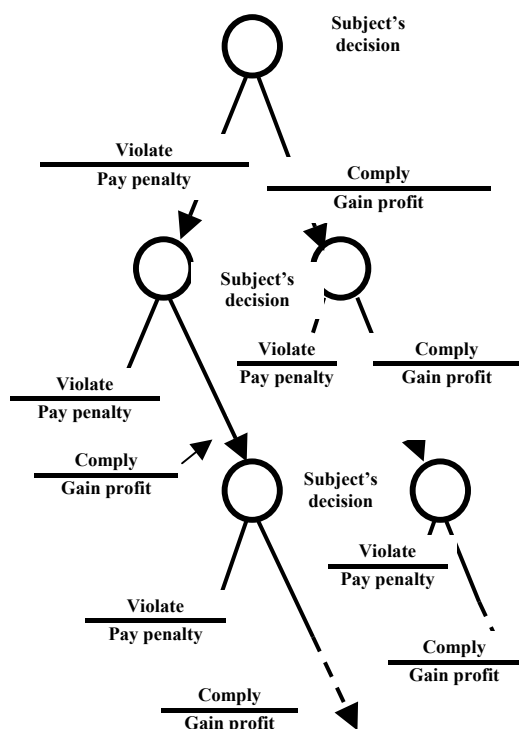 Subject's
decision
Violate
Pay penalty
Comply
Gain profit
Subject's
decision
Violate
Pay penalty
Comply
Gain profit
Violate
Pay penalty
Comply
Gain profit
Subject's
decision
Violate
Pay penalty
Violate
Pay penalty
Comply
Gain profit
Comply
Gain profit